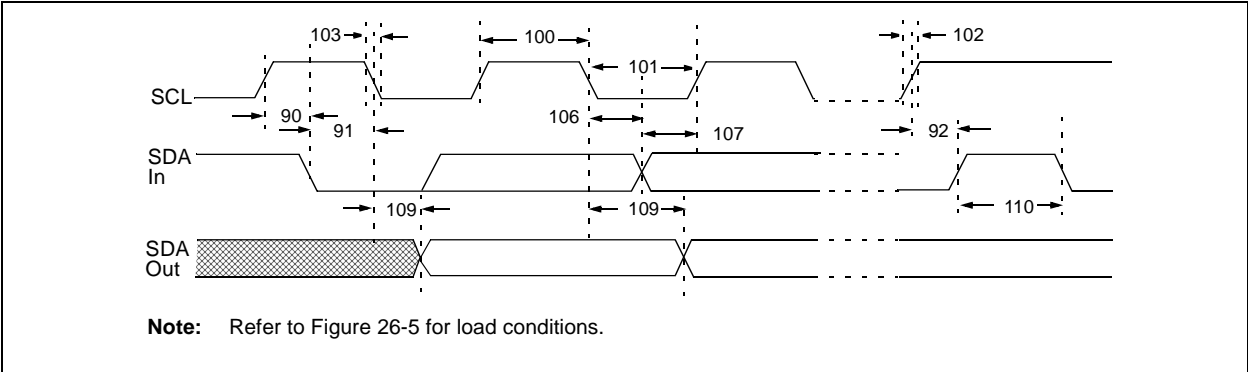 103 100 102
101
SCL
90 91 106 107 92
SDA
In
109 109 110
SDA
Out
Note: Refer to Figure 26-5 for load conditions.